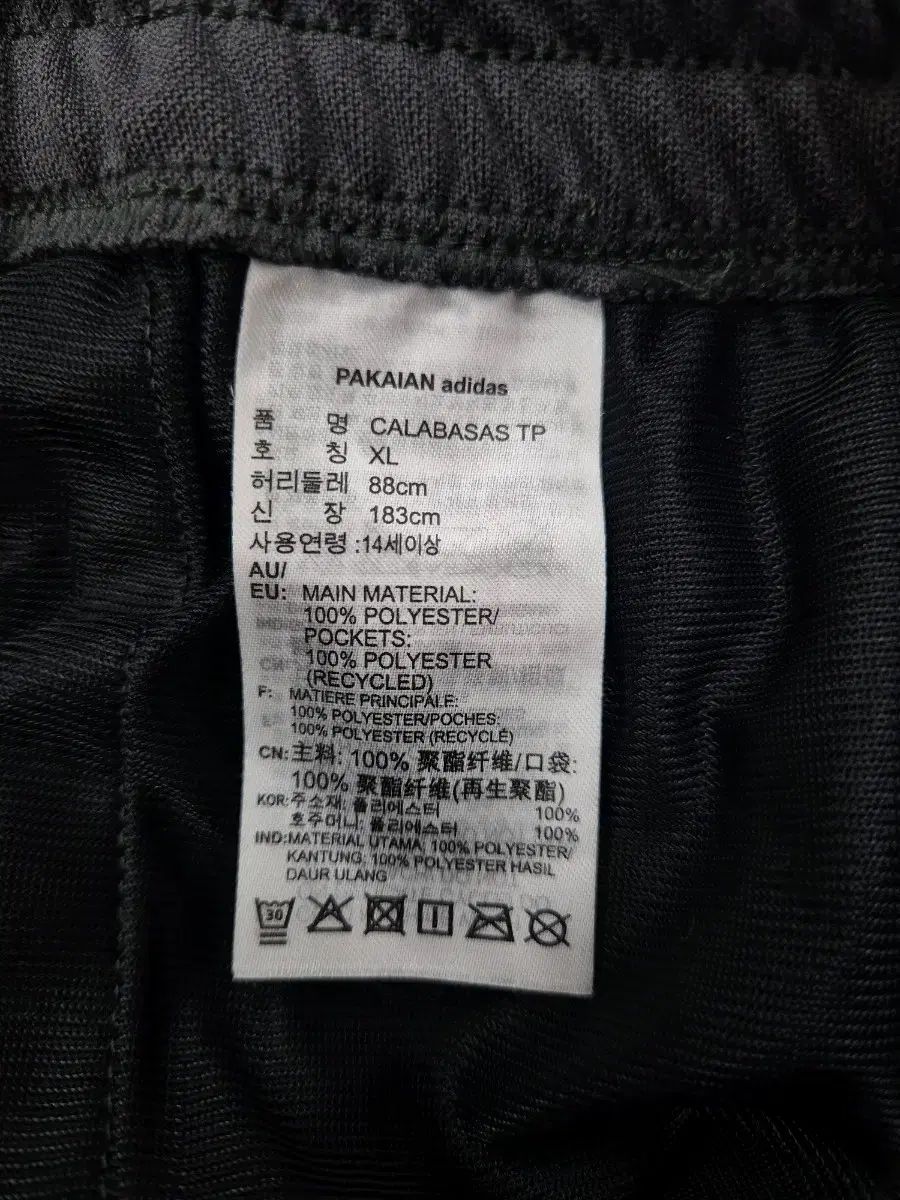 PAKAIAN adidas
품 명 CALABASAS TP
호 칭 XL
허리둘레 88cm
신 장 183cm
사용연령 :14세이상
AU/
EU: MAIN MATERIAL:
100% POLYESTER/
POCKETS:
100% POLYESTER
(RECYCLED)
F: MATIERE PRINCIPALE:
100% POLYESTER/POCHES:
100% POLYESTER (RECYCLÉ)
CN: 主料: 100% 聚酯纤维/口袋:
100% 聚酯纤维(再生聚酯)
KOR: 주소재: 폴리에스터 100%
호주머니: 폴리에스터 100%
IND: MATERIAL UTAMA: 100% POLYESTER/
KANTUNG: 100% POLYESTER HASIL
DAUR ULANG
30